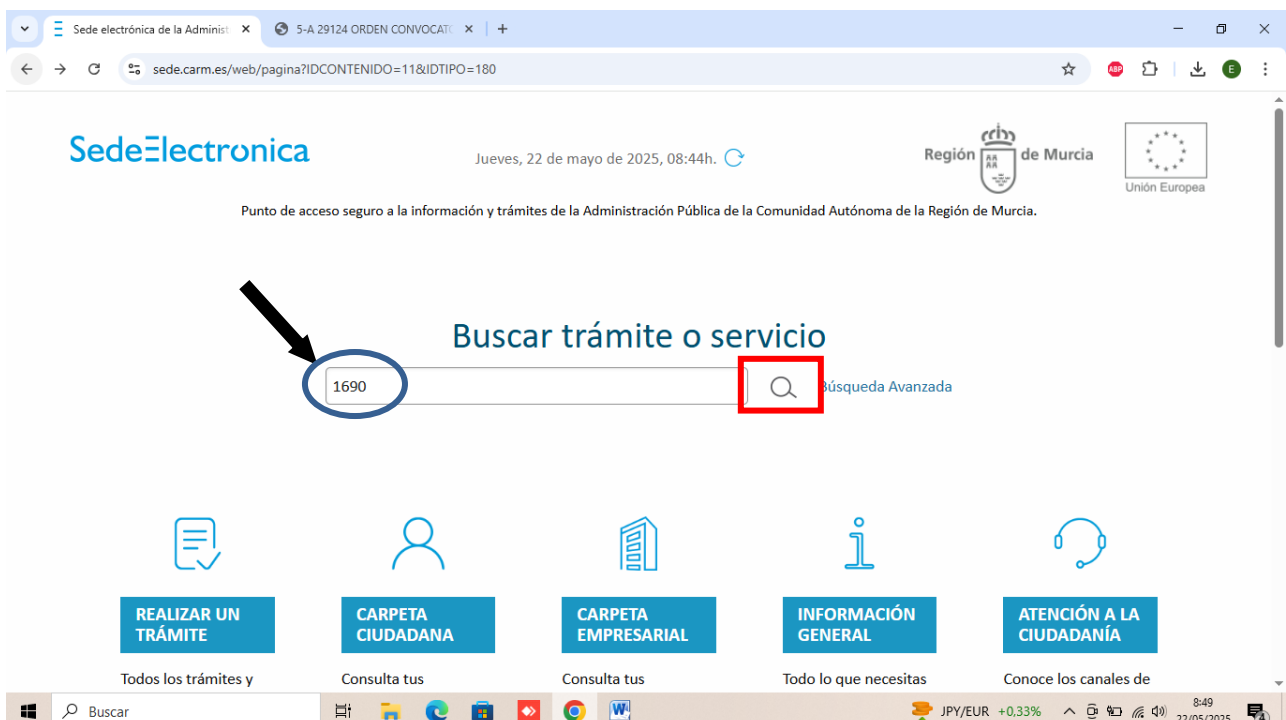 Sede electrónica de la Administ
5-A 29124 ORDEN CONVOCATO
sede.carm.es/web/pagina?IDCONTENIDO=11&IDTIPO=180
ABP
E
SedeElectronica
Jueves, 22 de mayo de 2025, 08:44h.
Región de Murcia
Unión Europea
Punto de acceso seguro a la información y trámites de la Administración Pública de la Comunidad Autónoma de la Región de Murcia.
Buscar trámite o servicio
1690
Búsqueda Avanzada
REALIZAR UN TRÁMITE
CARPETA CIUDADANA
CARPETA EMPRESARIAL
INFORMACIÓN GENERAL
ATENCIÓN A LA CIUDADANÍA
Todos los trámites y
Consulta tus
Consulta tus
Todo lo que necesitas
Conoce los canales de
Buscar
JPY/EUR +0,33%
8:49
22/05/2025